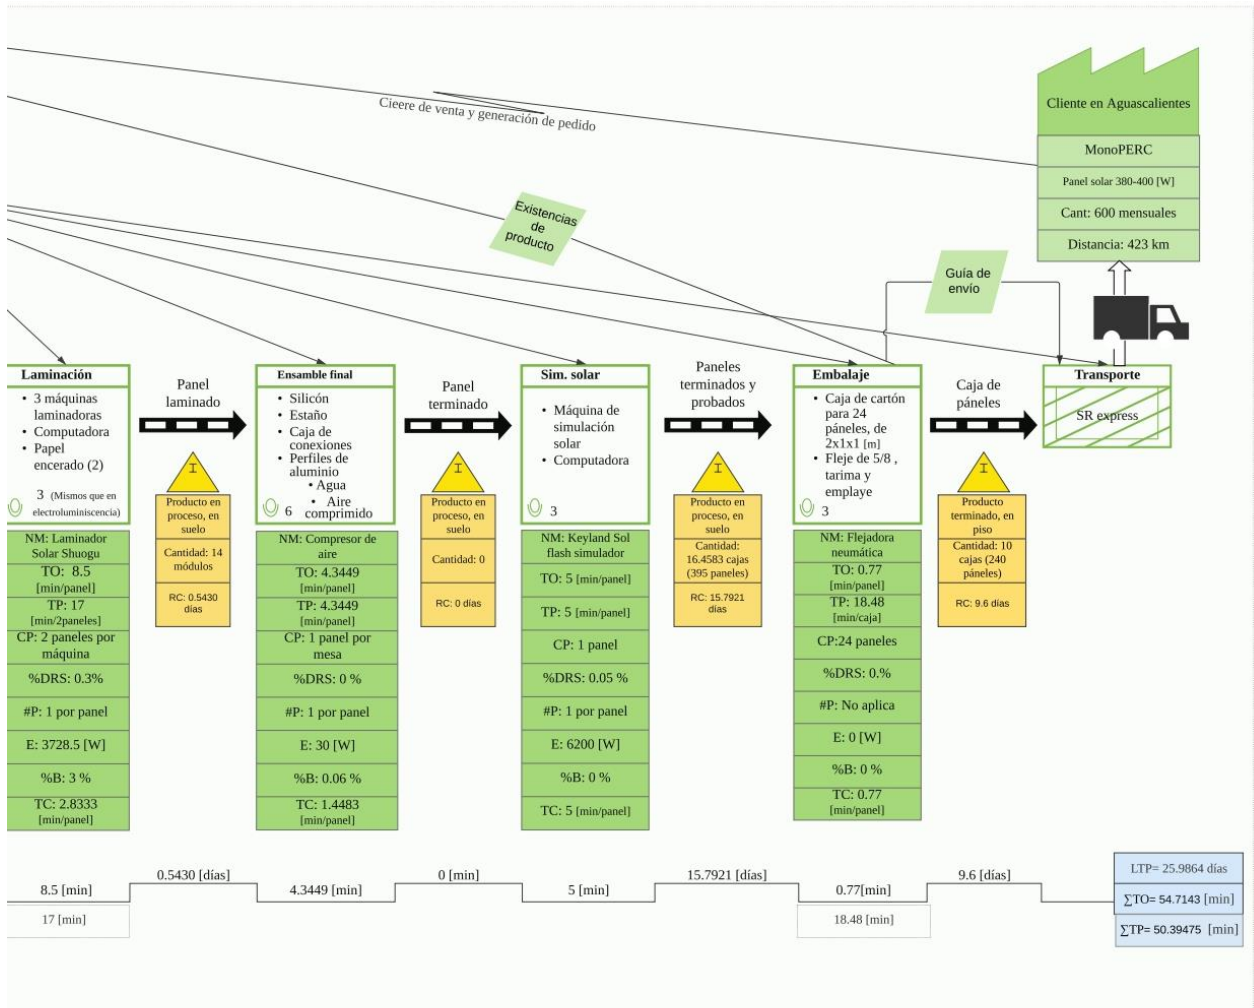 Cieere de venta y generación de pedido
Existencias
de
producto
Cliente en Aguascalientes
MonoPERC
Panel solar 380-400 [W]
Cant: 600 mensuales
Distancia: 423 km
Guía de
envío
Laminación
• 3 máquinas
laminadoras
• Computadora
• Papel
encerado (2)
3 (Mismos que en
electroluminiscencia)
NM: Laminador
Solar Shuogu
TO: 8.5
[min/panel]
TP: 17
[min/2paneles]
CP: 2 paneles por
máquina
%DRS: 0.3%
#P: 1 por panel
E: 3728.5 [W]
%B: 3 %
TC: 2.8333
[min/panel]
Panel
laminado
I
Producto en
proceso, en
suelo
Cantidad: 14
módulos
RC: 0.5430
días
Ensamble final
• Silicón
• Estaño
• Caja de
conexiones
• Perfiles de
aluminio
• Agua
• Aire
comprimido
6
NM: Compresor de
aire
TO: 4.3449
[min/panel]
TP: 4.3449
[min/panel]
CP: 1 panel por
mesa
%DRS: 0 %
#P: 1 por panel
E: 30 [W]
%B: 0.06 %
TC: 1.4483
[min/panel]
Panel
terminado
I
Producto en
proceso, en
suelo
Cantidad: 0
RC: 0 días
Sim. solar
• Máquina de
simulación
solar
• Computadora
3
NM: Keyland Sol
flash simulador
TO: 5 [min/panel]
TP: 5 [min/panel]
CP: 1 panel
%DRS: 0.05 %
#P: 1 por panel
E: 6200 [W]
%B: 0 %
TC: 5 [min/panel]
Paneles
terminados y
probados
I
Producto en
proceso, en
suelo
Cantidad:
16.4583 cajas
(395 paneles)
RC: 15.7921
días
Embalaje
• Caja de cartón
para 24
páneles, de
2x1x1 [m]
• Fleje de 5/8 ,
tarima y
emplaye
3
NM: Flejadora
neumática
TO: 0.77
[min/panel]
TP: 18.48
[min/caja]
CP:24 paneles
%DRS: 0.%
#P: No aplica
E: 0 [W]
%B: 0 %
TC: 0.77
[min/panel]
Caja de
páneles
I
Producto
terminado, en
piso
Cantidad: 10
cajas (240
páneles)
RC: 9.6 días
Transporte
SR express
8.5 [min]
17 [min]
0.5430 [días]
4.3449 [min]
0 [min]
5 [min]
15.7921 [días]
0.77[min]
18.48 [min]
9.6 [días]
LTP= 25.9864 días
∑TO= 54.7143 [min]
∑TP= 50.39475 [min]